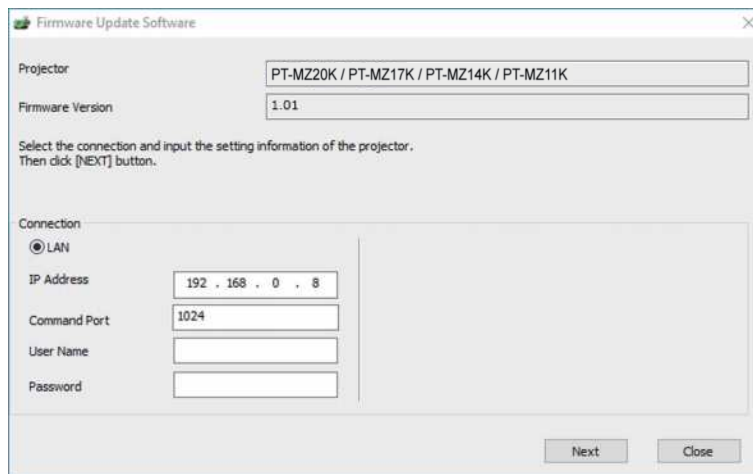 Firmware Update Software
Projector
PT-MZ20K / PT-MZ17K / PT-MZ14K / PT-MZ11K
Firmware Version
1.01
Select the connection and input the setting information of the projector.
Then click [NEXT] button.
Connection
LAN
IP Address
192 . 168 . 0 . 8
Command Port
1024
User Name
Password
Next
Close